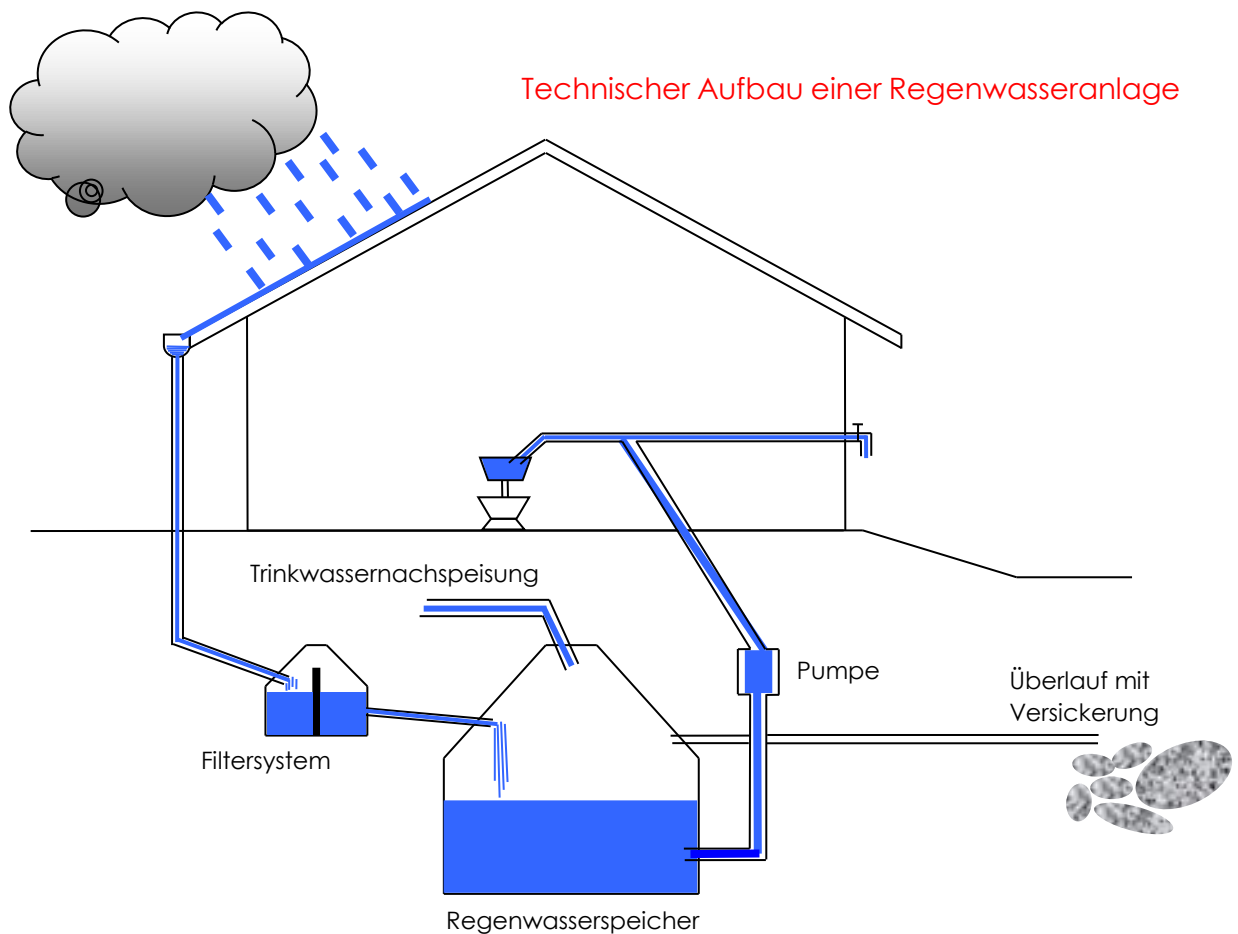 Technischer Aufbau einer Regenwasseranlage
Trinkwassernachspeisung
Pumpe
Überlauf mit
Versickerung
Filtersystem
Regenwasserspeicher